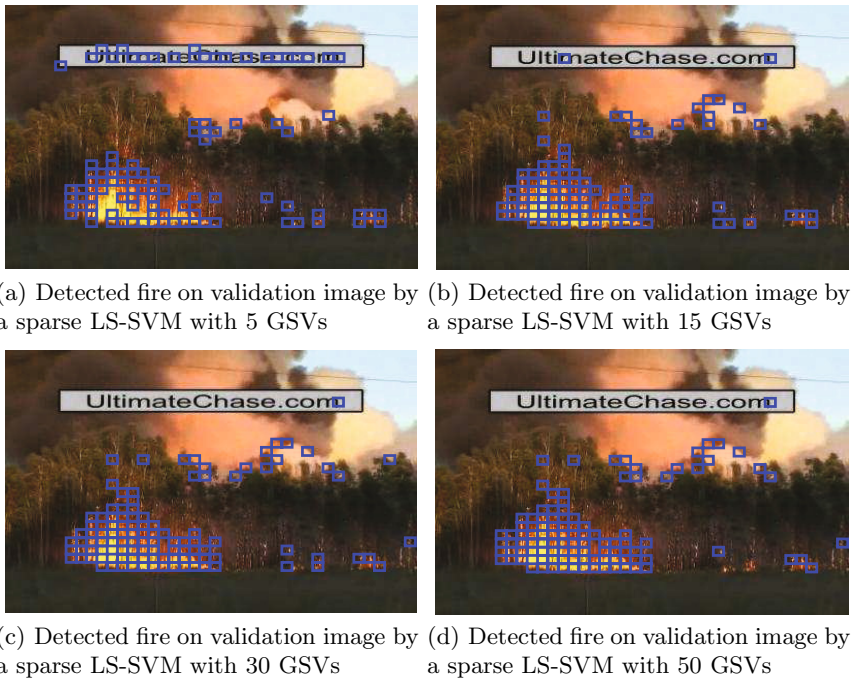 UltimateChase.com
UltimateChase.com
(a) Detected fire on validation image by
a sparse LS-SVM with 5 GSVs
(b) Detected fire on validation image by
a sparse LS-SVM with 15 GSVs
UltimateChase.com
UltimateChase.com
(c) Detected fire on validation image by
a sparse LS-SVM with 30 GSVs
(d) Detected fire on validation image by
a sparse LS-SVM with 50 GSVs